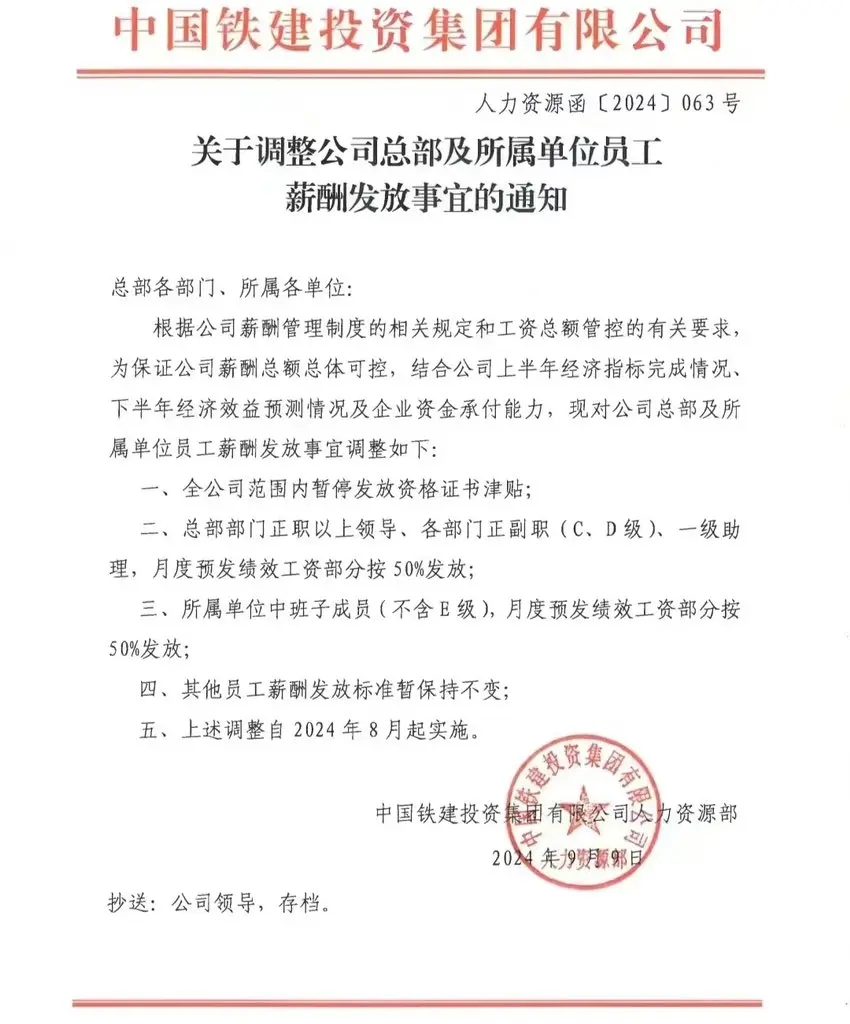 中国铁建投资集团有限公司
人力资源函〔2024〕063号
关于调整公司总部及所属单位员工
薪酬发放事宜的通知
总部各部门、所属各单位：
根据公司薪酬管理制度的相关规定和工资总额管控的有关要求，
为保证公司薪酬总额总体可控，结合公司上半年经济指标完成情况、
下半年经济效益预测情况及企业资金承付能力，现对公司总部及所
属单位员工薪酬发放事宜调整如下：
一、全公司范围内暂停发放资格证书津贴；
二、总部部门正职以上领导、各部门正副职（C、D级）、一级助
理，月度预发绩效工资部分按50%发放；
三、所属单位中班子成员（不含E级），月度预发绩效工资部分按
50%发放；
四、其他员工薪酬发放标准暂保持不变；
五、上述调整自2024年8月起实施。
中国铁建投资集团有限公司人力资源部
2024年9月9日
中国铁建投资集团有限公司
人力资源部
抄送：公司领导，存档。